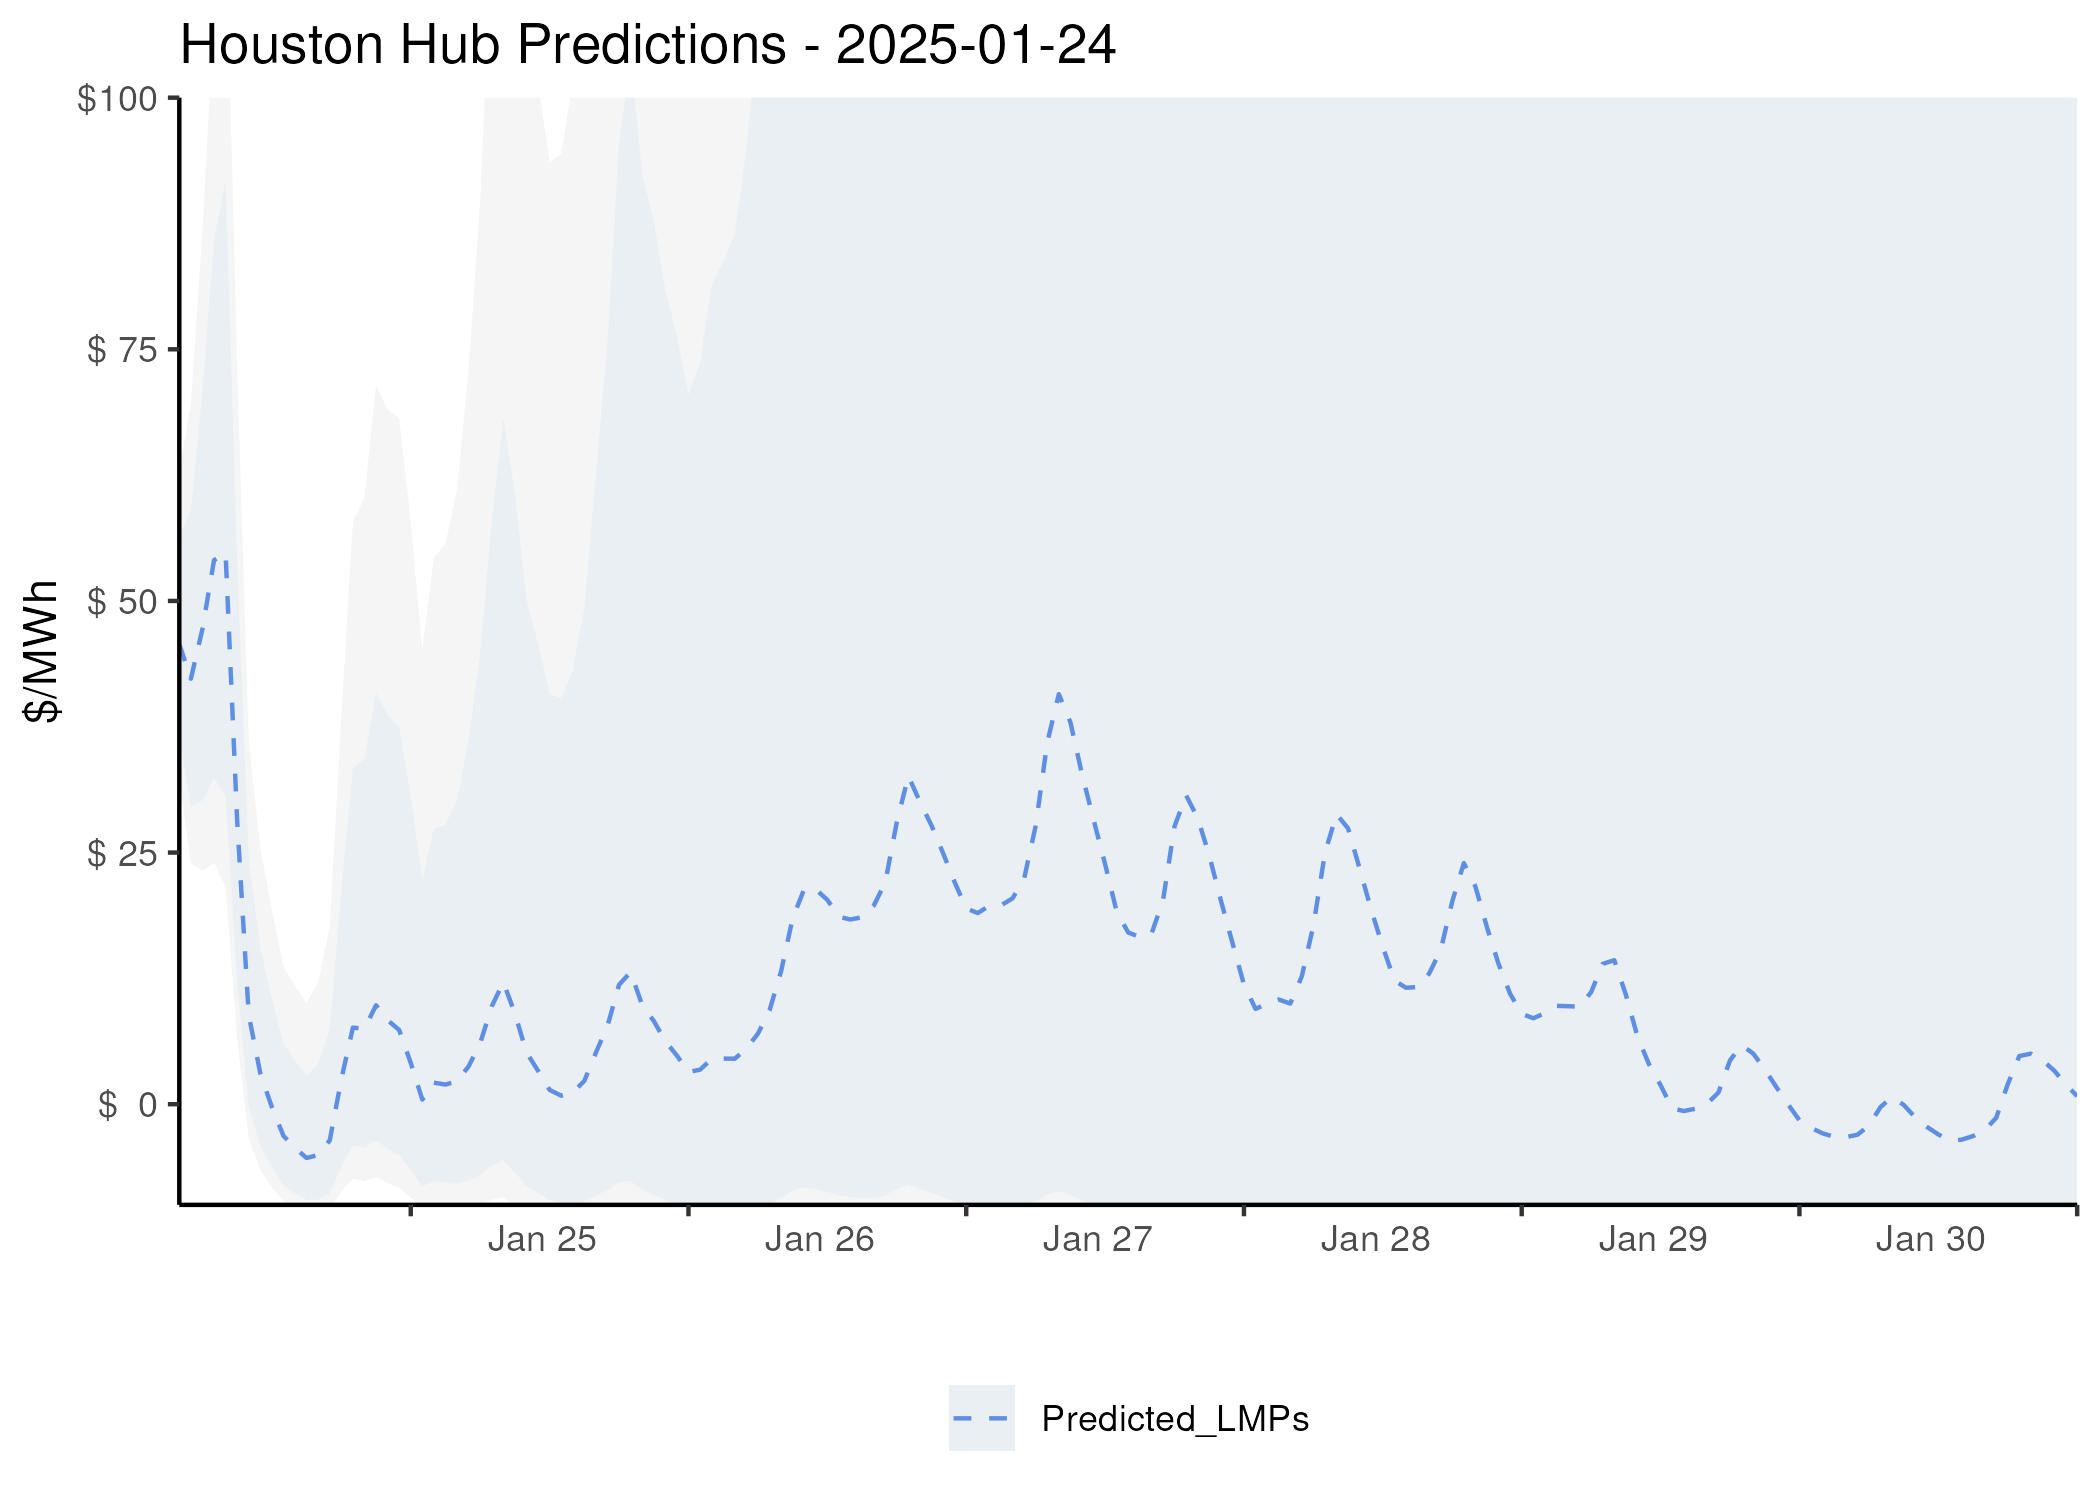 Houston Hub Predictions - 2025-01-24
$100
$ 75
$ 50
$ 25
$ 0
$/MWh
Jan 25 Jan 26 Jan 27 Jan 28 Jan 29 Jan 30
Predicted_LMPs